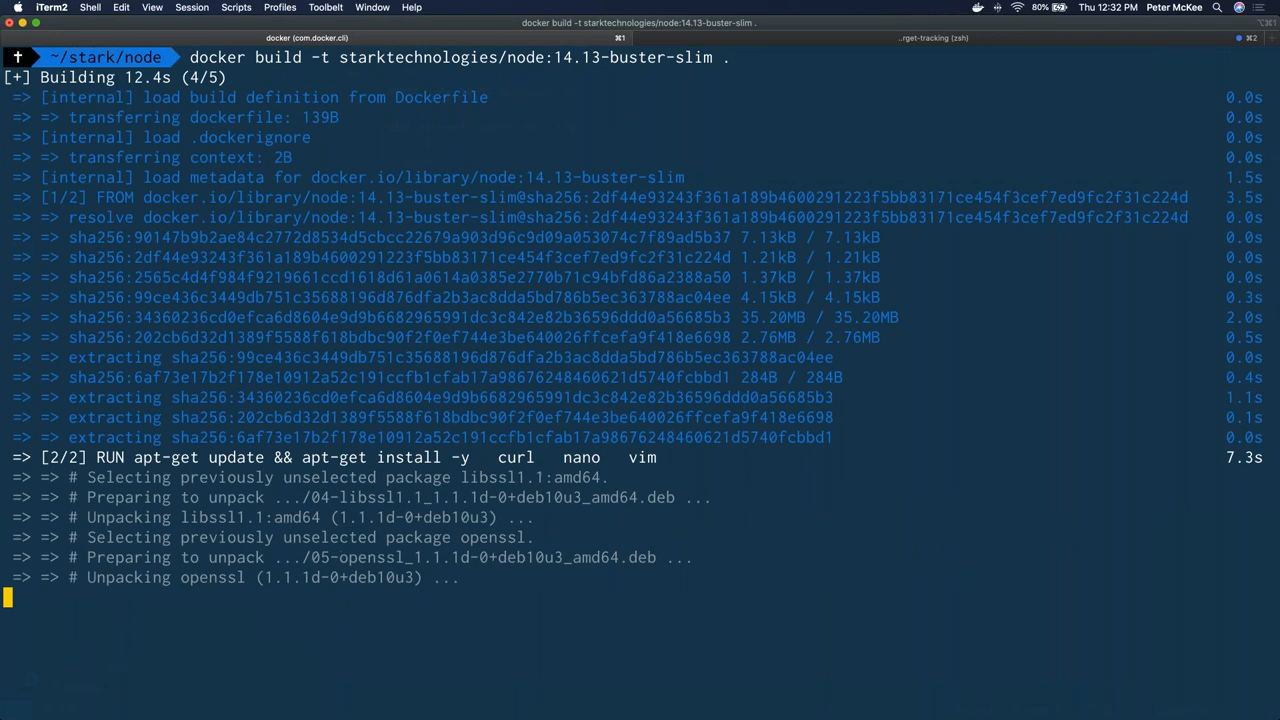 iTerm2 Shell Edit View Session Scripts Profiles Toolbelt Window Help 80% Thu 12:32 PM Peter McKee
docker build -t starktechnologies/node:14.13-buster-slim . ⌥⌘1
docker (com.docker.cli) ⌘1 ..rget-tracking (zsh) ⌘2
~/stark/node docker build -t starktechnologies/node:14.13-buster-slim .
[+] Building 12.4s (4/5)
=> [internal] load build definition from Dockerfile 0.0s
=> => transferring dockerfile: 139B 0.0s
=> [internal] load .dockerignore 0.0s
=> => transferring context: 2B 0.0s
=> [internal] load metadata for docker.io/library/node:14.13-buster-slim 1.5s
=> [1/2] FROM docker.io/library/node:14.13-buster-slim@sha256:2df44e93243f361a189b4600291223f5bb83171ce454f3cef7ed9fc2f31c224d 3.5s
=> => resolve docker.io/library/node:14.13-buster-slim@sha256:2df44e93243f361a189b4600291223f5bb83171ce454f3cef7ed9fc2f31c224d 0.0s
=> => sha256:90147b9b2ae84c2772d8534d5cbcc22679a903d96c9d09a053074c7f89ad5b37 7.13kB / 7.13kB 0.0s
=> => sha256:2df44e93243f361a189b4600291223f5bb83171ce454f3cef7ed9fc2f31c224d 1.21kB / 1.21kB 0.0s
=> => sha256:2565c4d4f984f9219661ccd1618d61a0614a0385e2770b71c94bfd86a2388a50 1.37kB / 1.37kB 0.0s
=> => sha256:99ce436c3449db751c35688196d876dfa2b3ac8dda5bd786b5ec363788ac04ee 4.15kB / 4.15kB 0.3s
=> => sha256:34360236cd0efca6d8604e9d9b6682965991dc3c842e82b36596ddd0a56685b3 35.20MB / 35.20MB 2.0s
=> => sha256:202cb6d32d1389f5588f618bdbc90f2f0ef744e3be640026ffcefa9f418e6698 2.76MB / 2.76MB 0.5s
=> => extracting sha256:99ce436c3449db751c35688196d876dfa2b3ac8dda5bd786b5ec363788ac04ee 0.0s
=> => sha256:6af73e17b2f178e10912a52c191ccfb1cfab17a98676248460621d5740fcbbd1 284B / 284B 0.4s
=> => extracting sha256:34360236cd0efca6d8604e9d9b6682965991dc3c842e82b36596ddd0a56685b3 1.1s
=> => extracting sha256:202cb6d32d1389f5588f618bdbc90f2f0ef744e3be640026ffcefa9f418e6698 0.1s
=> => extracting sha256:6af73e17b2f178e10912a52c191ccfb1cfab17a98676248460621d5740fcbbd1 0.0s
=> [2/2] RUN apt-get update && apt-get install -y   curl   nano   vim 7.3s
=> => # Selecting previously unselected package libssl1.1:amd64.
=> => # Preparing to unpack .../04-libssl1.1_1.1.1d-0+deb10u3_amd64.deb ...
=> => # Unpacking libssl1.1:amd64 (1.1.1d-0+deb10u3) ...
=> => # Selecting previously unselected package openssl.
=> => # Preparing to unpack .../05-openssl_1.1.1d-0+deb10u3_amd64.deb ...
=> => # Unpacking openssl (1.1.1d-0+deb10u3) ...